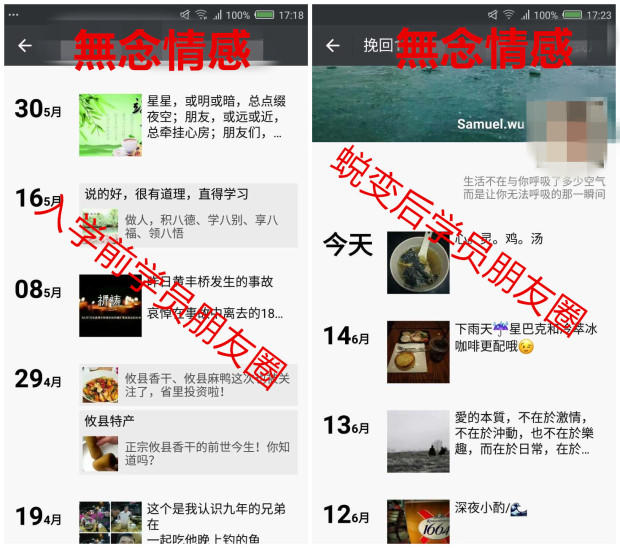 100% 17:18
無念情感
30 5月
星星，或明或暗，总点缀
夜空；朋友，或远或近，
总牵挂心房；朋友们，...
16 5月
说的好，很有道理，直得学习
做人，积八德、学八别、享八
福、领八悟
入学前学员朋友圈
08 5月
祈祷
昨日黄丰桥发生的事故
哀悼在事故中离去的18...
29 4月
攸县香干、攸县麻鸭这次
关
注了，省里投资啦！
攸县特产
正宗攸县香干的前世今生！你知
道吗？
19 4月
这个是我认识九年的兄弟
在
一起吃他晚上钓的鱼
100% 17:23
挽回1
無念情感
Samuel.wu
生活不在与你呼吸了多少空气
而是让你无法呼吸的那一瞬间
蜕变后学员朋友圈
今天
心。灵。鸡。汤
14 6月
下雨天☔星巴克和冷萃冰
咖啡更配哦😉
13 6月
愛的本質，不在於激情，
不在於沖動，也不在於樂
趣，而在於日常，在於...
12 6月
深夜小酌/🌊
1664